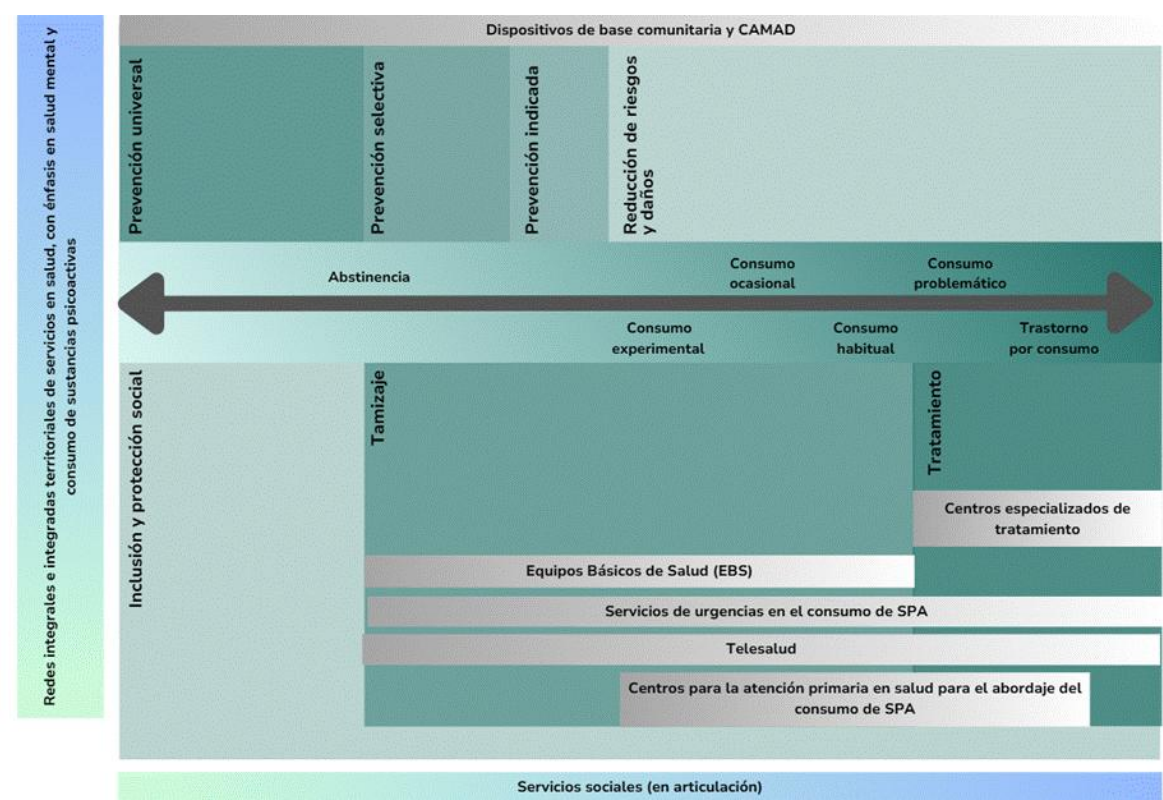 Redes integrales e integradas territoriales de servicios en salud, con énfasis en salud mental y
consumo de sustancias psicoactivas
Dispositivos de base comunitaria y CAMAD
Prevención universal
Prevención selectiva
Prevención indicada
Reducción de riesgos
y daños
Abstinencia
Consumo
ocasional
Consumo
problemático
Consumo
experimental
Consumo
habitual
Trastorno
por consumo
Inclusión y protección social
Tamizaje
Tratamiento
Centros especializados de
tratamiento
Equipos Básicos de Salud (EBS)
Servicios de urgencias en el consumo de SPA
Telesalud
Centros para la atención primaria en salud para el abordaje del
consumo de SPA
Servicios sociales (en articulación)